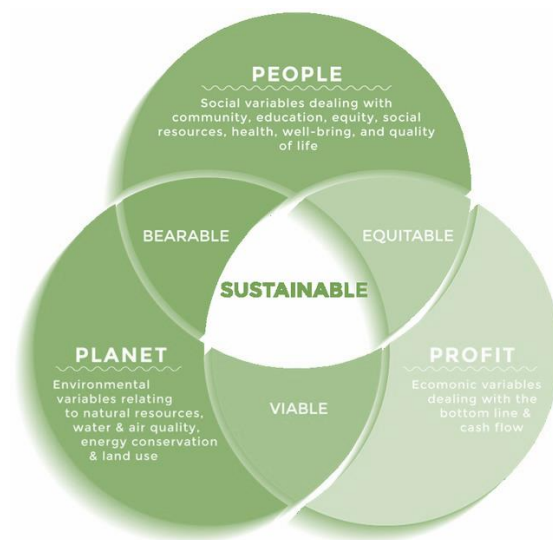 PEOPLE
Social variables dealing with
community, education, equity, social
resources, health, well-bring, and quality
of life
BEARABLE
EQUITABLE
SUSTAINABLE
PLANET
Environmental
variables relating
to natural resources,
water & air quality,
energy conservation
& land use
PROFIT
Ecomonic variables
dealing with the
bottom line &
cash flow
VIABLE